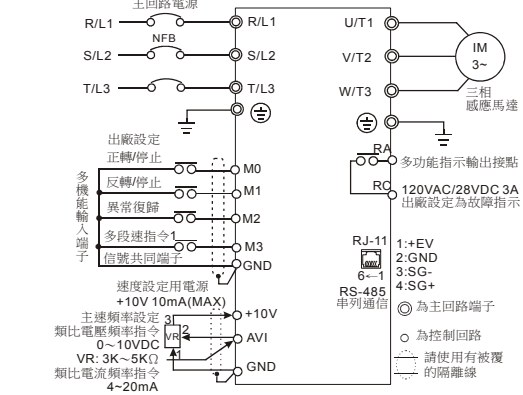 主回路電源
R/L1
R/L1
NFB
S/L2
S/L2
T/L3
T/L3
U/T1
V/T2
W/T3
IM
3~
三相
感應馬達
出廠設定
正轉/停止
反轉/停止
異常復歸
多段速指令1
信號共同端子
多機能輸入端子
M0
M1
M2
M3
GND
RA
多功能指示輸出接點
RC
120VAC/28VDC 3A
出廠設定為故障指示
RJ-11
6←1
RS-485
串列通信
1:+EV
2:GND
3:SG-
4:SG+
速度設定用電源
+10V 10mA(MAX)
主速頻率設定
類比電壓頻率指令
0～10VDC
VR: 3K～5KΩ
類比電流頻率指令
4~20mA
3
2
VR
1
+10V
AVI
GND
為主回路端子
為控制回路
請使用有被覆
的隔離線